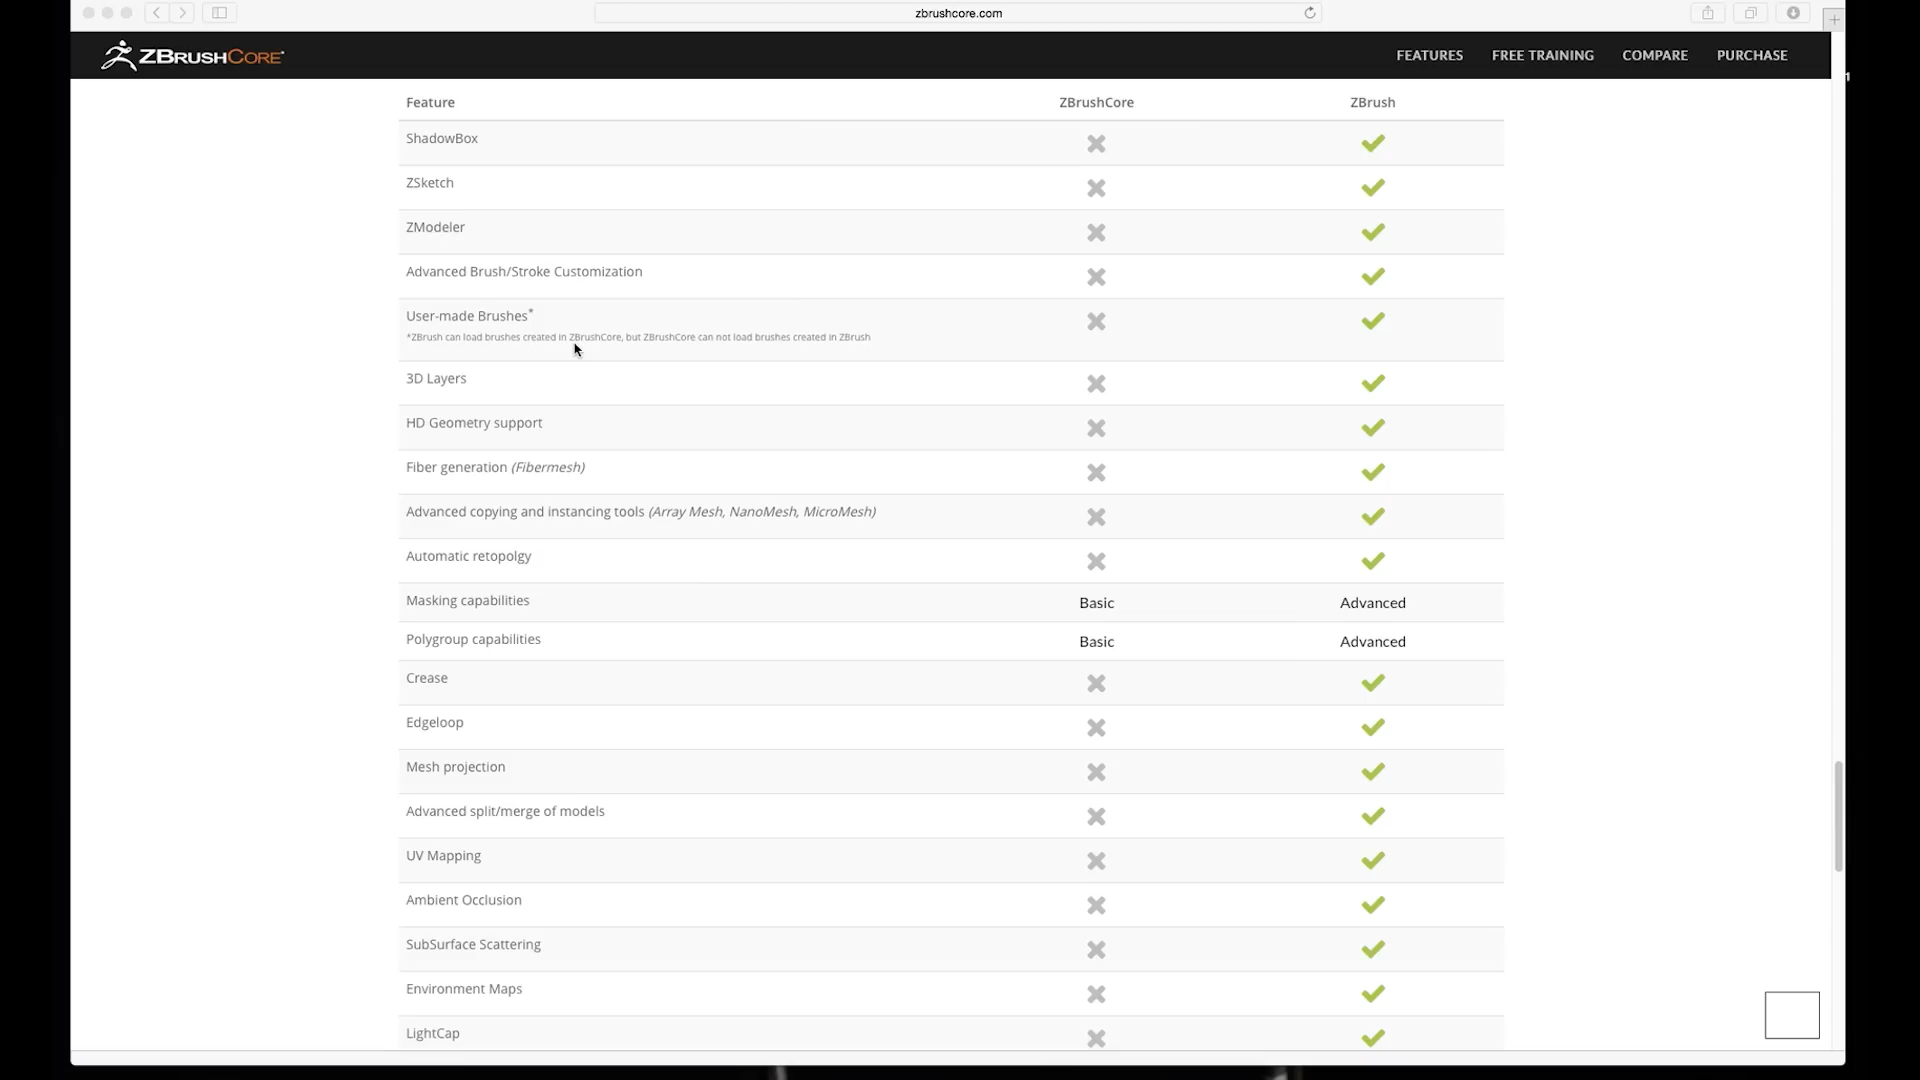 zbrushcore.com
ZBRUSHCORE
FEATURES FREE TRAINING COMPARE PURCHASE
Feature ZBrushCore ZBrush
ShadowBox
ZSketch
ZModeler
Advanced Brush/Stroke Customization
User-made Brushes*
*ZBrush can load brushes created in ZBrushCore, but ZBrushCore can not load brushes created in ZBrush
3D Layers
HD Geometry support
Fiber generation (Fibermesh)
Advanced copying and instancing tools (Array Mesh, NanoMesh, MicroMesh)
Automatic retopolgy
Masking capabilities Basic Advanced
Polygroup capabilities Basic Advanced
Crease
Edgeloop
Mesh projection
Advanced split/merge of models
UV Mapping
Ambient Occlusion
SubSurface Scattering
Environment Maps
LightCap